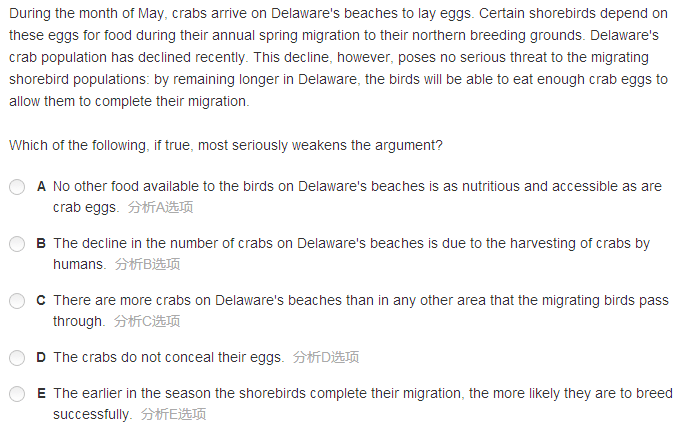 During the month of May, crabs arrive on Delaware's beaches to lay eggs. Certain shorebirds depend on
these eggs for food during their annual spring migration to their northern breeding grounds. Delaware's
crab population has declined recently. This decline, however, poses no serious threat to the migrating
shorebird populations: by remaining longer in Delaware, the birds will be able to eat enough crab eggs to
allow them to complete their migration.
Which of the following, if true, most seriously weakens the argument?
A No other food available to the birds on Delaware's beaches is as nutritious and accessible as are
crab eggs. 分析A选项
B The decline in the number of crabs on Delaware's beaches is due to the harvesting of crabs by
humans. 分析B选项
C There are more crabs on Delaware's beaches than in any other area that the migrating birds pass
through. 分析C选项
D The crabs do not conceal their eggs. 分析D选项
E The earlier in the season the shorebirds complete their migration, the more likely they are to breed
successfully. 分析E选项